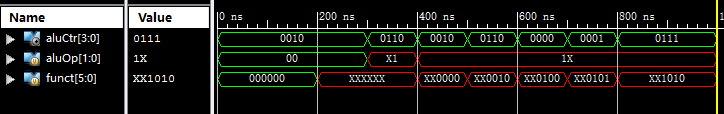 Name Value 0 ns 200 ns 400 ns 600 ns 800 ns
aluCtr[3:0] 0111 0010 0110 0010 0110 0000 0001 0111
aluOp[1:0] 1X 00 X1 1X
funct[5:0] XX1010 000000 XXXXXX XX0000 XX0010 XX0100 XX0101 XX1010